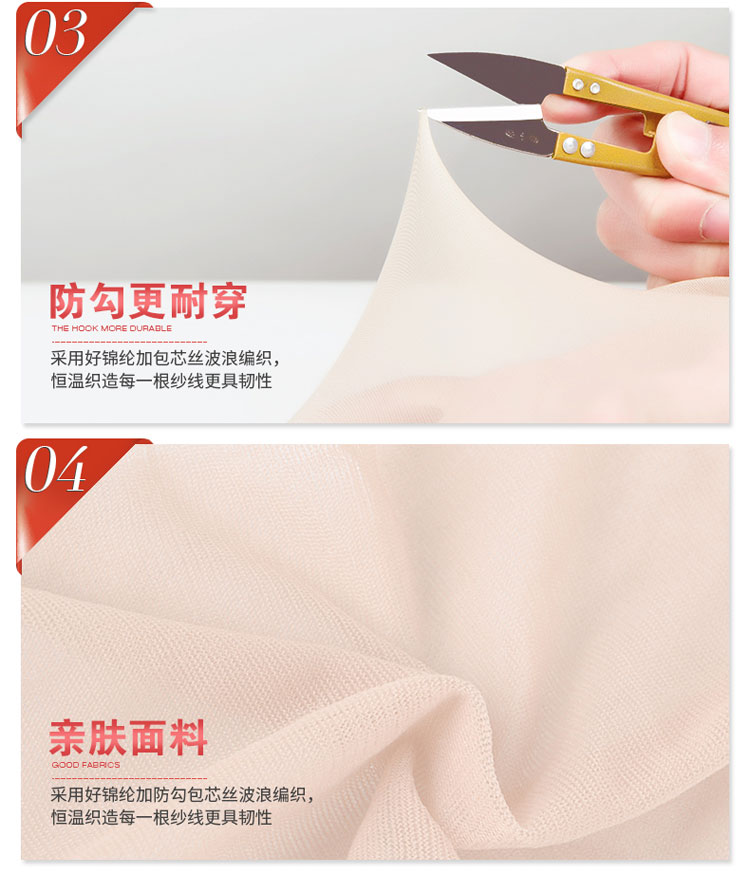 03
防勾更耐穿
THE HOOK MORE DURABLE
采用好锦纶加包芯丝波浪编织，
恒温织造每一根纱线更具韧性
04
亲肤面料
GOOD FABRICS
采用好锦纶加防勾包芯丝波浪编织，
恒温织造每一根纱线更具韧性